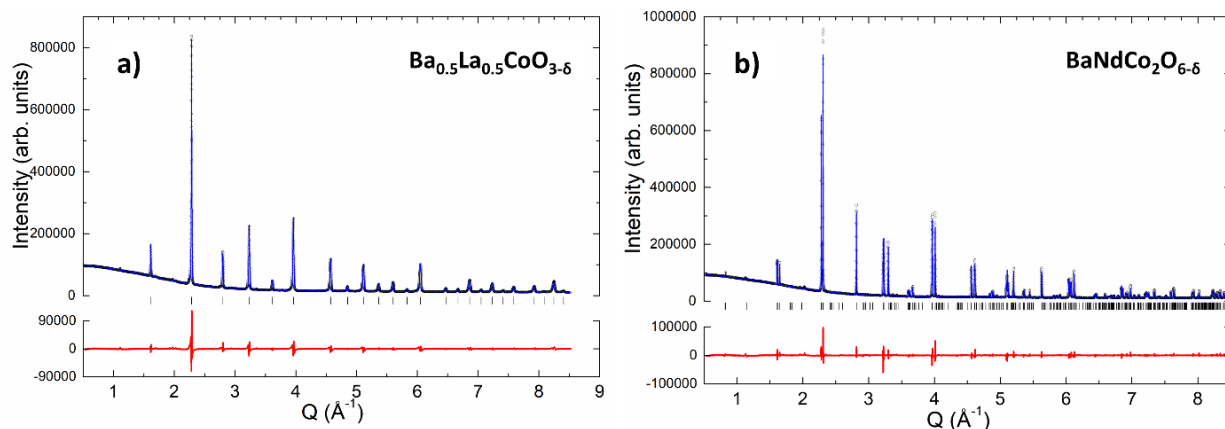 a)
Ba0.5La0.5CoO3-δ
Intensity (arb. units)
800000
600000
400000
200000
0
90000
0
-90000
1 2 3 4 5 6 7 8 9
Q (Å-1)
b)
BaNdCo2O6-δ
Intensity (arb. units)
1000000
800000
600000
400000
200000
0
100000
0
-100000
1 2 3 4 5 6 7 8
Q (Å-1)